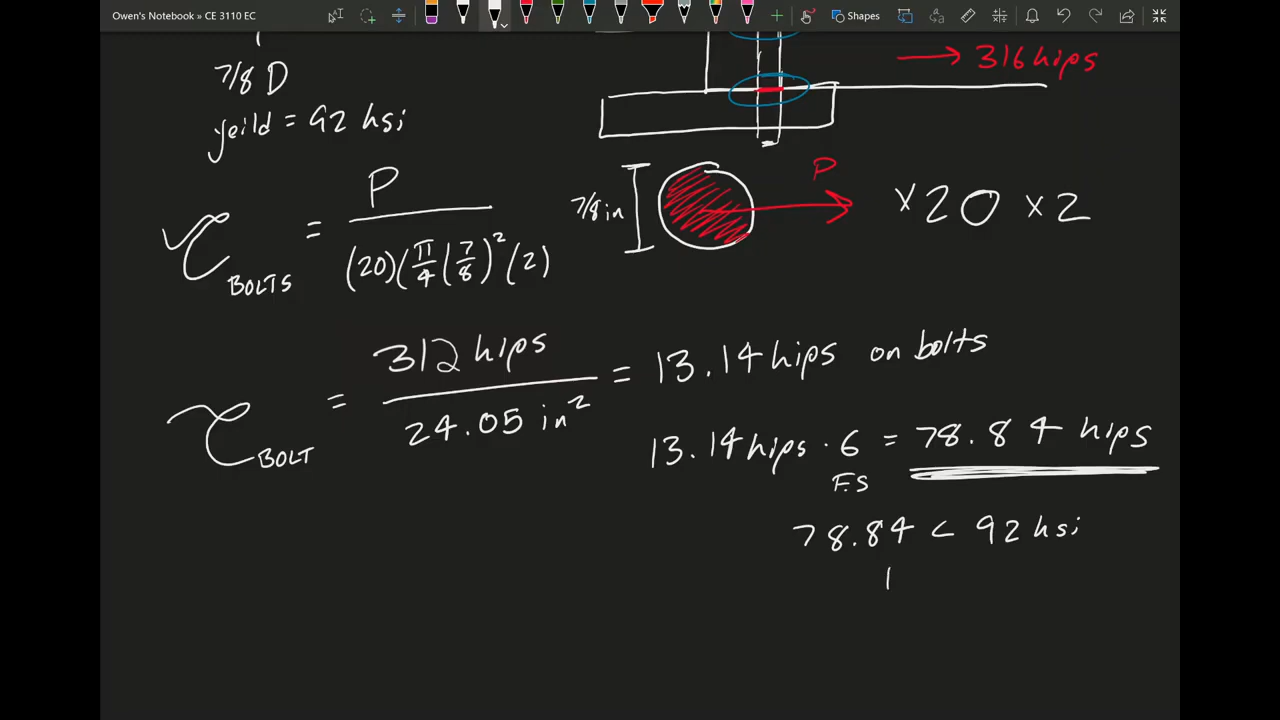 Owen's Notebook » CE 3110 EC
Shapes
7/8 D
yeild = 92 ksi
316 kips
P
7/8 in
× 20 × 2
τ BOLTS = P / (20)(π/4 (7/8)² (2)
τ BOLT = 312 kips / 24.05 in² = 13.14 kips on bolts
13.14 kips · 6 = 78.84 kips
F.S
78.84 < 92 ksi